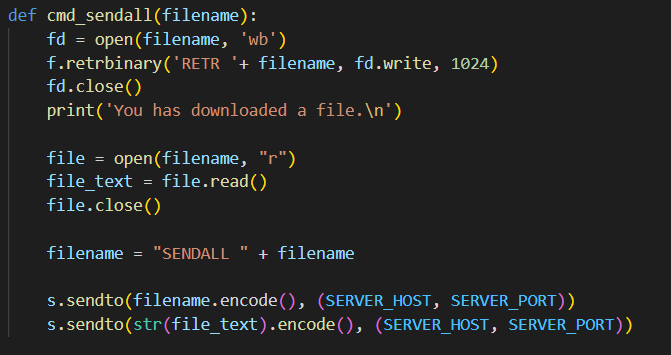 def cmd_sendall(filename):
    fd = open(filename, 'wb')
    f.retrbinary('RETR '+ filename, fd.write, 1024)
    fd.close()
    print('You has downloaded a file.\n')

    file = open(filename, "r")
    file_text = file.read()
    file.close()

    filename = "SENDALL " + filename

    s.sendto(filename.encode(), (SERVER_HOST, SERVER_PORT))
    s.sendto(str(file_text).encode(), (SERVER_HOST, SERVER_PORT))